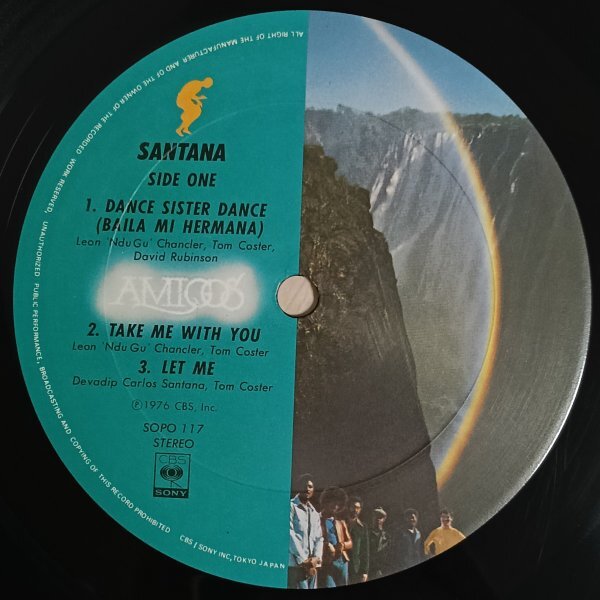 SANTANA
SIDE ONE
1. DANCE SISTER DANCE
(BAILA MI HERMANA)
Leon 'NduGu' Chancler, Tom Coster,
David Rubinson
AMIGOS
2. TAKE ME WITH YOU
Leon 'NduGu' Chancler, Tom Coster
3. LET ME
Devadip Carlos Santana, Tom Coster
℗1976 CBS, Inc.
SOPO 117
STEREO
CBS
SONY
ALL RIGHT OF THE MANUFACTURER AND OF THE OWNER OF THE RECORDED WORK RESERVED, UNAUTHORIZED PUBLIC PERFORMANCE, BROADCASTING AND COPYING OF THIS RECORD PROHIBITED
CBS/SONY INC, TOKYO JAPAN